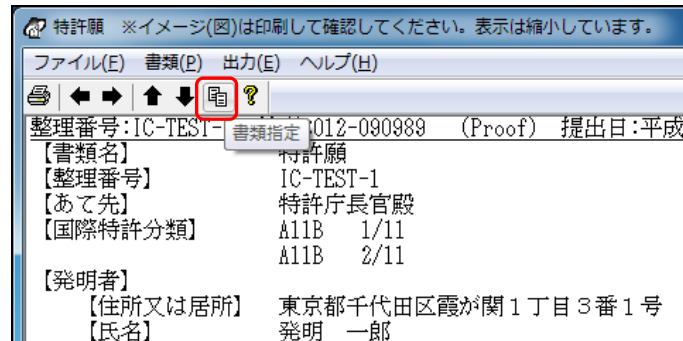 特許願 ※イメージ(図)は印刷して確認してください。表示は縮小しています。
ファイル(F) 書類(P) 出力(E) ヘルプ(H)
整理番号:IC-TEST- 012-090989 (Proof) 提出日:平成
書類指定
【書類名】 特許願
【整理番号】 IC-TEST-1
【あて先】 特許庁長官殿
【国際特許分類】 A11B 1/11
A11B 2/11
【発明者】
【住所又は居所】 東京都千代田区霞が関1丁目3番1号
【氏名】 発明 一郎